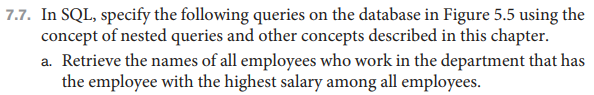 7.7. In SQL, specify the following queries on the database in Figure 5.5 using the
concept of nested queries and other concepts described in this chapter.
a. Retrieve the names of all employees who work in the department that has
the employee with the highest salary among all employees.